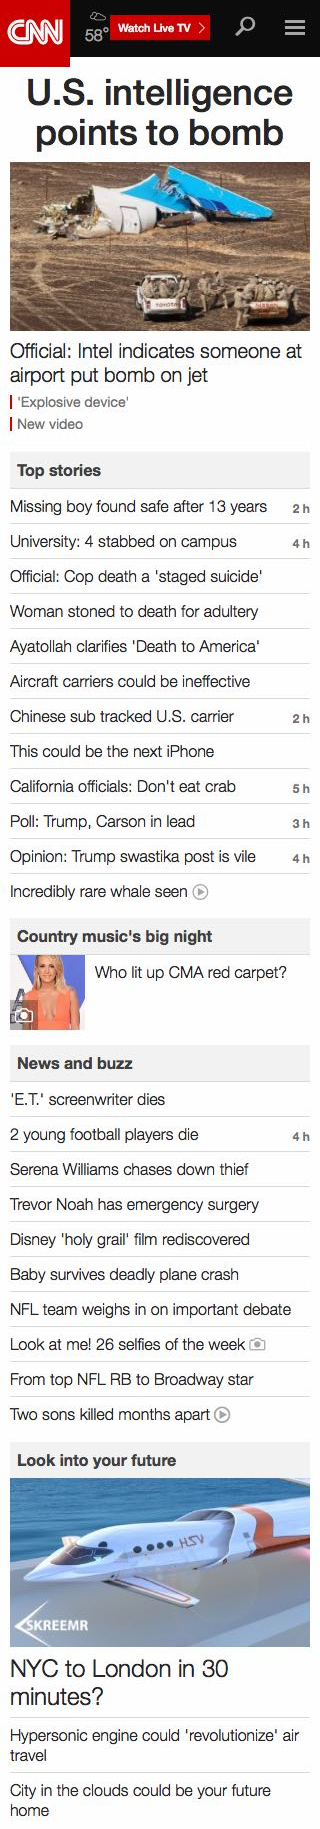 CNN
58°
Watch Live TV
U.S. intelligence
points to bomb
TOYOTA
Official: Intel indicates someone at
airport put bomb on jet
'Explosive device'
New video
Top stories
Missing boy found safe after 13 years 2 h
University: 4 stabbed on campus 4 h
Official: Cop death a 'staged suicide'
Woman stoned to death for adultery
Ayatollah clarifies 'Death to America'
Aircraft carriers could be ineffective
Chinese sub tracked U.S. carrier 2 h
This could be the next iPhone
California officials: Don't eat crab 5 h
Poll: Trump, Carson in lead 3 h
Opinion: Trump swastika post is vile 4 h
Incredibly rare whale seen
Country music's big night
Who lit up CMA red carpet?
News and buzz
'E.T.' screenwriter dies
2 young football players die 4 h
Serena Williams chases down thief
Trevor Noah has emergency surgery
Disney 'holy grail' film rediscovered
Baby survives deadly plane crash
NFL team weighs in on important debate
Look at me! 26 selfies of the week
From top NFL RB to Broadway star
Two sons killed months apart
Look into your future
SKREEMR
NYC to London in 30
minutes?
Hypersonic engine could 'revolutionize' air
travel
City in the clouds could be your future
home